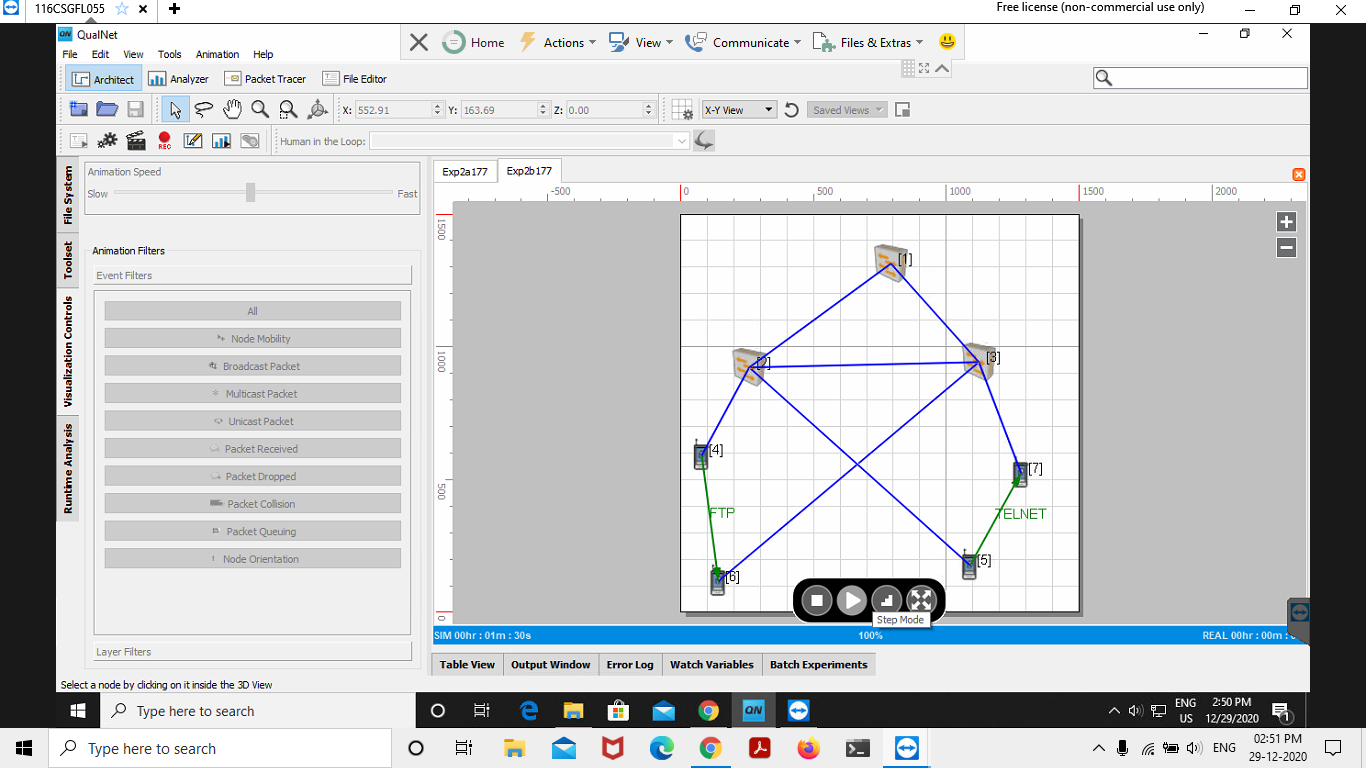 116CSGFL055
Free license (non-commercial use only)
QN QualNet
File Edit View Tools Animation Help
Home Actions View Communicate Files & Extras
Architect Analyzer Packet Tracer File Editor
X: 552.91 Y: 163.69 Z: 0.00 X-Y View Saved Views
REC Human in the Loop:
File System
Toolset
Visualization Controls
Runtime Analysis
Animation Speed
Slow Fast
Animation Filters
Event Filters
All
Node Mobility
Broadcast Packet
Multicast Packet
Unicast Packet
Packet Received
Packet Dropped
Packet Collision
Packet Queuing
Node Orientation
Layer Filters
Exp2a177 Exp2b177
-500 0 500 1000 1500 2000
1500
1000
500
0
[1]
[2] [3]
[4] [7]
FTP TELNET
[5]
[6]
Step Mode
SIM 00hr : 01m : 30s 100% REAL 00hr : 00m :
Table View Output Window Error Log Watch Variables Batch Experiments
Select a node by clicking on it inside the 3D View
Type here to search QN ENG US 2:50 PM 12/29/2020 1
Type here to search ENG 02:51 PM 29-12-2020